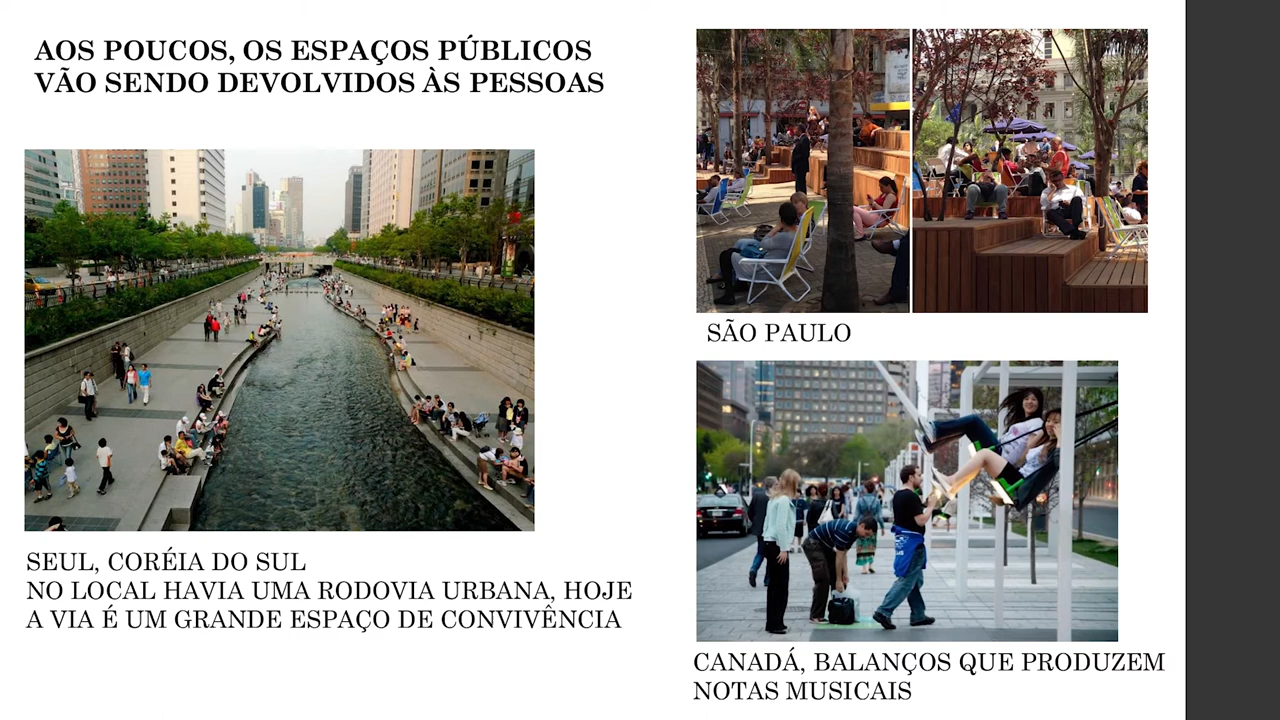 AOS POUCOS, OS ESPAÇOS PÚBLICOS
VÃO SENDO DEVOLVIDOS ÀS PESSOAS
SEUL, CORÉIA DO SUL
NO LOCAL HAVIA UMA RODOVIA URBANA, HOJE
A VIA É UM GRANDE ESPAÇO DE CONVIVÊNCIA
SÃO PAULO
CANADÁ, BALANÇOS QUE PRODUZEM
NOTAS MUSICAIS